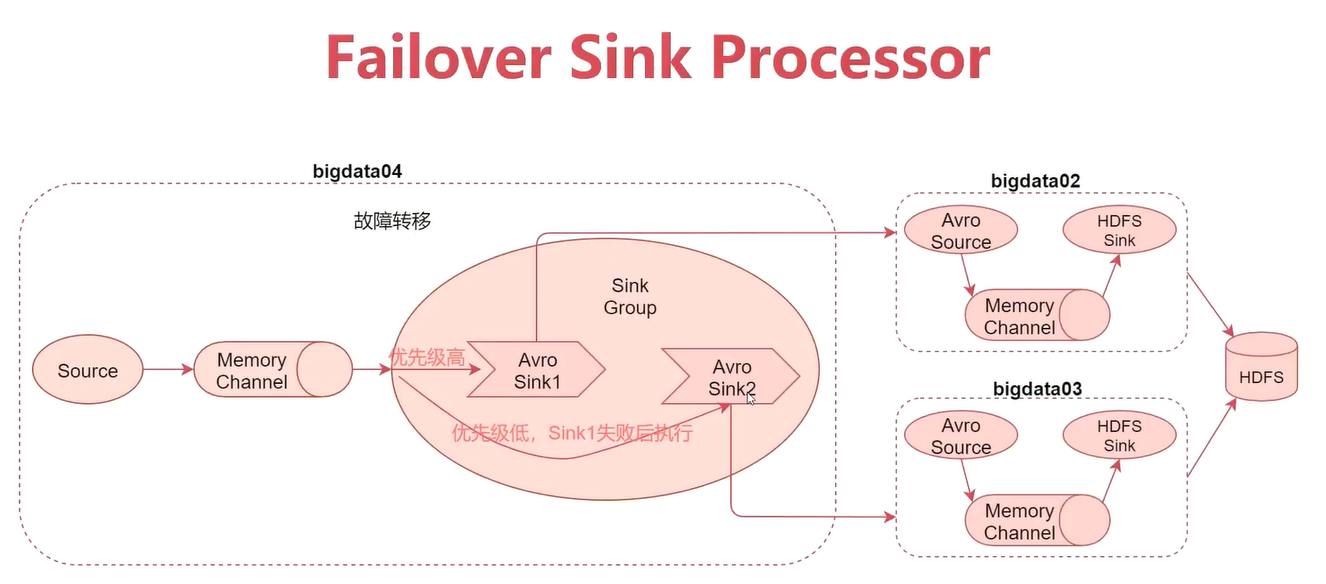 Failover Sink Processor
bigdata04
故障转移
Source
Memory
Channel
优先级高
Sink
Group
Avro
Sink1
Avro
Sink2
优先级低，Sink1失败后执行
bigdata02
Avro
Source
HDFS
Sink
Memory
Channel
bigdata03
Avro
Source
HDFS
Sink
Memory
Channel
HDFS